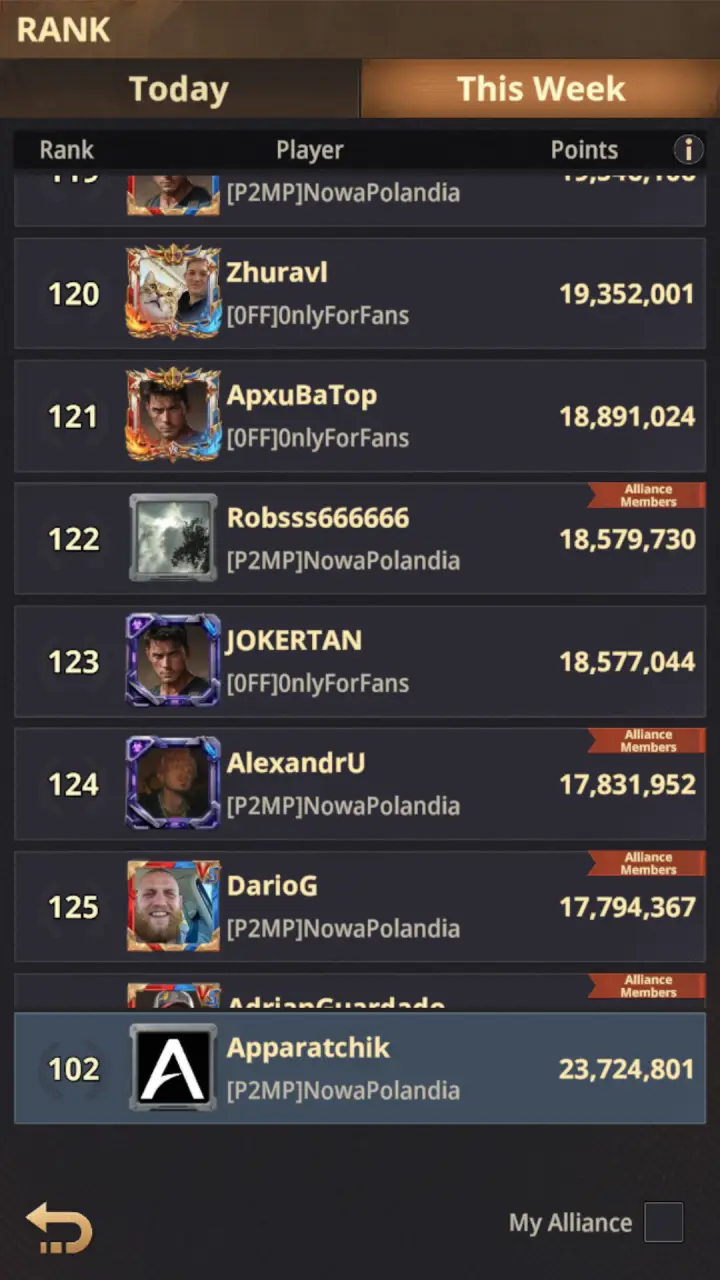 RANK
Today
This Week
Rank
Player
Points
i
[P2MP]NowaPolandia
120
Zhuravl
[0FF]0nlyForFans
19,352,001
121
ApxuBaTop
[0FF]0nlyForFans
18,891,024
Alliance
Members
122
Robsss666666
[P2MP]NowaPolandia
18,579,730
123
JOKERTAN
[0FF]0nlyForFans
18,577,044
Alliance
Members
124
AlexandrU
[P2MP]NowaPolandia
17,831,952
Alliance
Members
125
DarioG
[P2MP]NowaPolandia
17,794,367
Alliance
Members
AdrianGuardado
102
Apparatchik
[P2MP]NowaPolandia
23,724,801
My Alliance